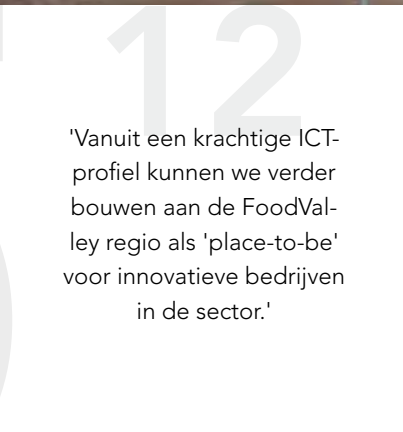 12
'Vanuit een krachtige ICT-
profiel kunnen we verder
bouwen aan de FoodVal-
ley regio als 'place-to-be'
voor innovatieve bedrijven
in de sector.'